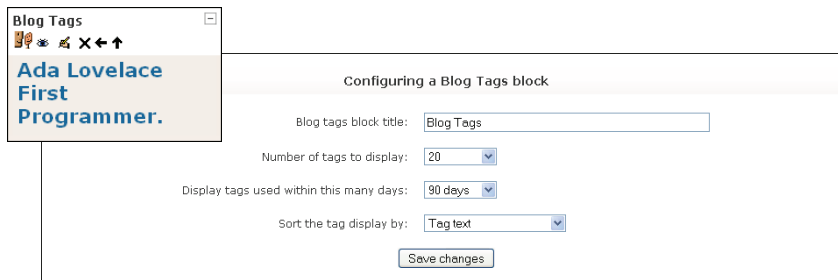 Blog Tags
Ada Lovelace
First
Programmer.
Configuring a Blog Tags block
Blog tags block title: Blog Tags
Number of tags to display: 20
Display tags used within this many days: 90 days
Sort the tag display by: Tag text
Save changes